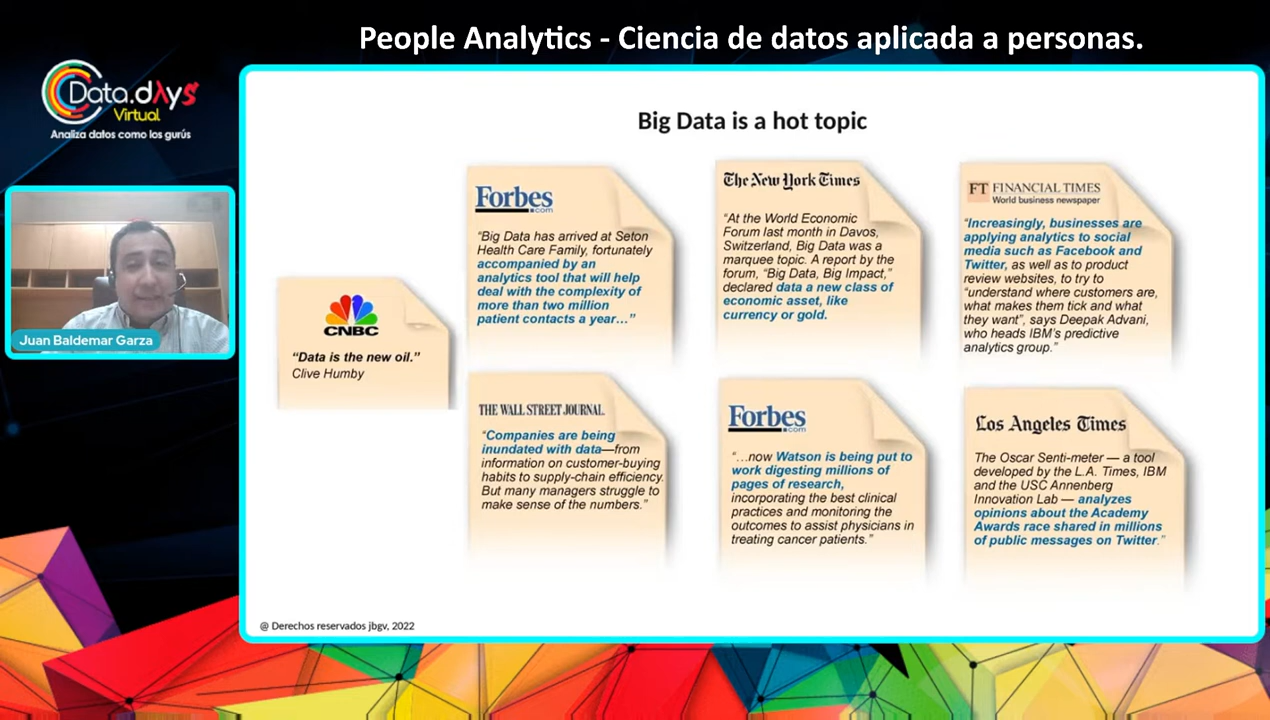 People Analytics - Ciencia de datos aplicada a personas.
Data.dλys
Virtual
Analiza datos como los gurús
Juan Baldemar Garza
Big Data is a hot topic
CNBC
“Data is the new oil.”
Clive Humby
Forbes
.com
“Big Data has arrived at Seton
Health Care Family, fortunately
accompanied by an
analytics tool that will help
deal with the complexity of
more than two million
patient contacts a year…”
The New York Times
“At the World Economic
Forum last month in Davos,
Switzerland, Big Data was a
marquee topic. A report by the
forum, “Big Data, Big Impact,”
declared data a new class of
economic asset, like
currency or gold.
FT FINANCIAL TIMES
World business newspaper
“Increasingly, businesses are
applying analytics to social
media such as Facebook and
Twitter, as well as to product
review websites, to try to
“understand where customers are,
what makes them tick and what
they want”, says Deepak Advani,
who heads IBM’s predictive
analytics group.”
THE WALL STREET JOURNAL.
“Companies are being
inundated with data—from
information on customer-buying
habits to supply-chain efficiency.
But many managers struggle to
make sense of the numbers.”
Forbes
.com
“…now Watson is being put to
work digesting millions of
pages of research,
incorporating the best clinical
practices and monitoring the
outcomes to assist physicians in
treating cancer patients.”
Los Angeles Times
The Oscar Senti-meter — a tool
developed by the L.A. Times, IBM
and the USC Annenberg
Innovation Lab — analyzes
opinions about the Academy
Awards race shared in millions
of public messages on Twitter.”
@ Derechos reservados jbgv, 2022